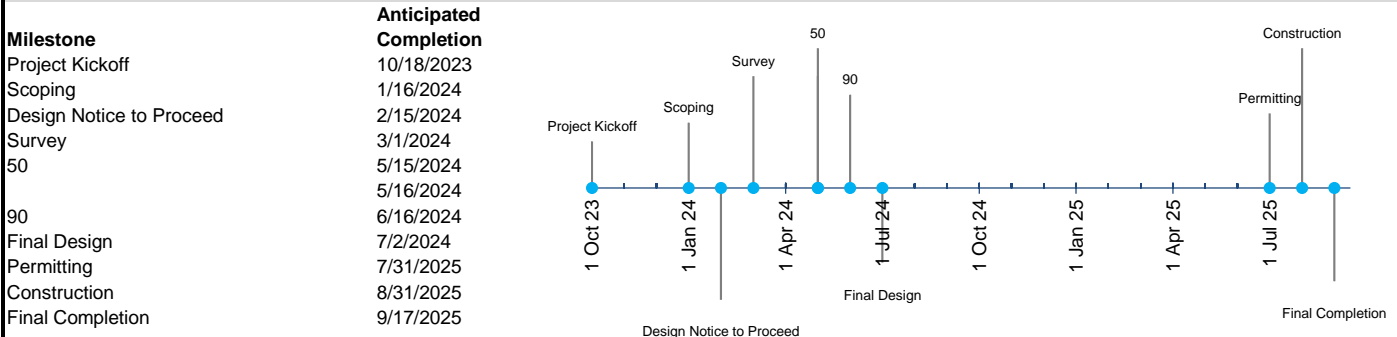 Anticipated
Milestone Completion
Project Kickoff 10/18/2023
Scoping 1/16/2024
Design Notice to Proceed 2/15/2024
Survey 3/1/2024
50 5/15/2024
5/16/2024
90 6/16/2024
Final Design 7/2/2024
Permitting 7/31/2025
Construction 8/31/2025
Final Completion 9/17/2025
50
Construction
Survey
90
Scoping
Permitting
Project Kickoff
1 Oct 23
1 Jan 24
1 Apr 24
1 Jul 24
1 Oct 24
1 Jan 25
1 Apr 25
1 Jul 25
Final Design
Final Completion
Design Notice to Proceed